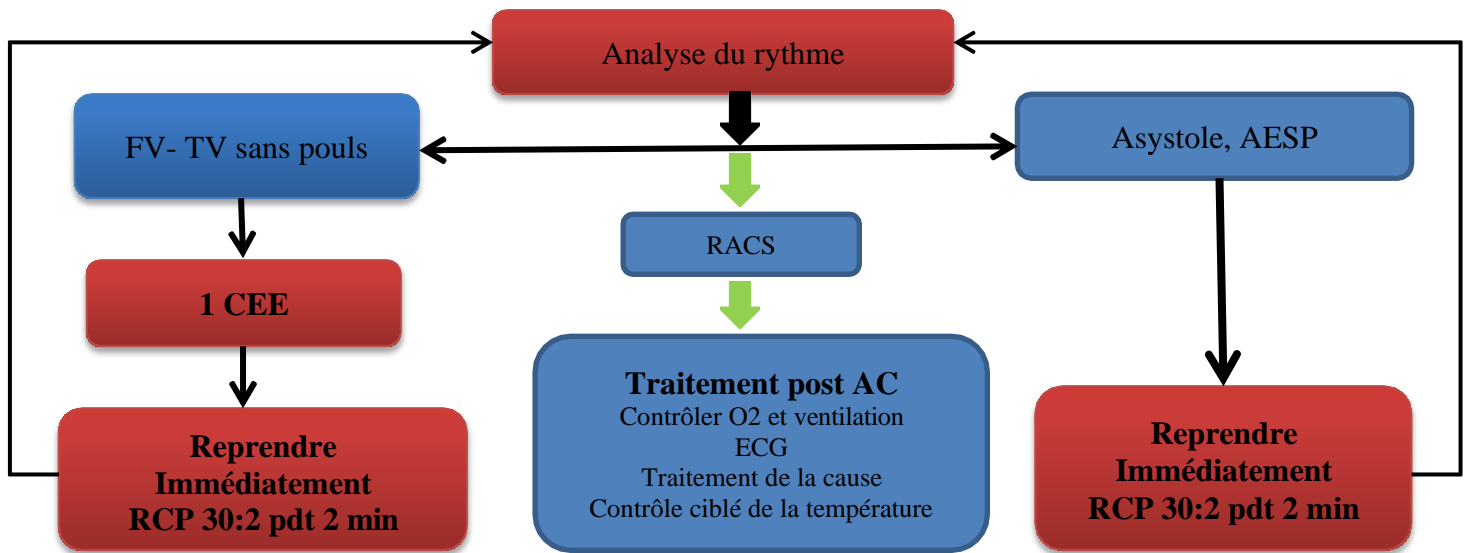 Analyse du rythme
FV- TV sans pouls
Asystole, AESP
RACS
1 CEE
Traitement post AC
Contrôler O2 et ventilation
ECG
Traitement de la cause
Contrôle ciblé de la température
Reprendre
Immédiatement
RCP 30:2 pdt 2 min
Reprendre
Immédiatement
RCP 30:2 pdt 2 min